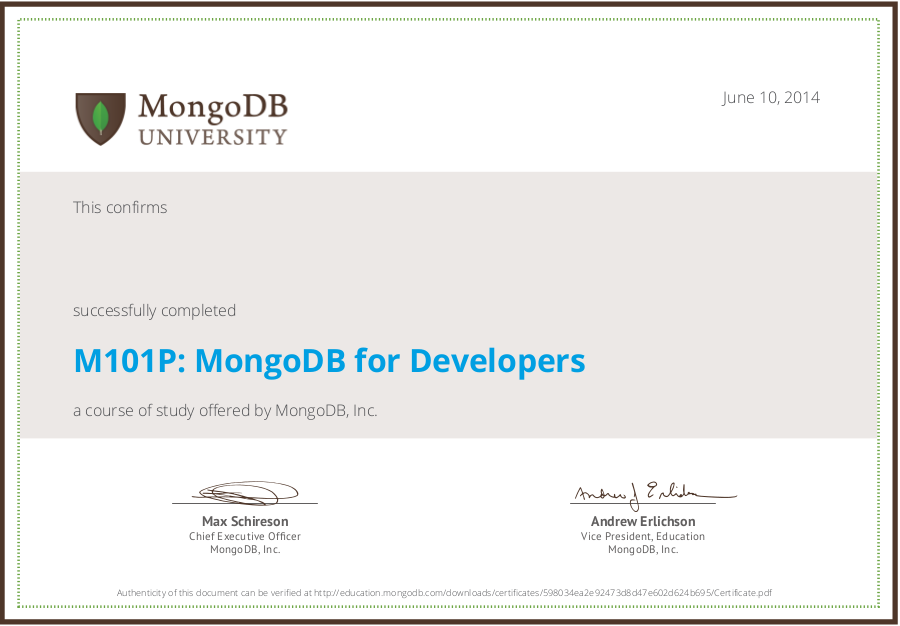 MongoDB
UNIVERSITY
June 10, 2014
This confirms
successfully completed
M101P: MongoDB for Developers
a course of study offered by MongoDB, Inc.
Andrew J Erlichson
Max Schireson
Chief Executive Officer
MongoDB, Inc.
Andrew Erlichson
Vice President, Education
MongoDB, Inc.
Authenticity of this document can be verified at http://education.mongodb.com/downloads/certificates/598034ea2e92473d8d47e602d624b695/Certificate.pdf